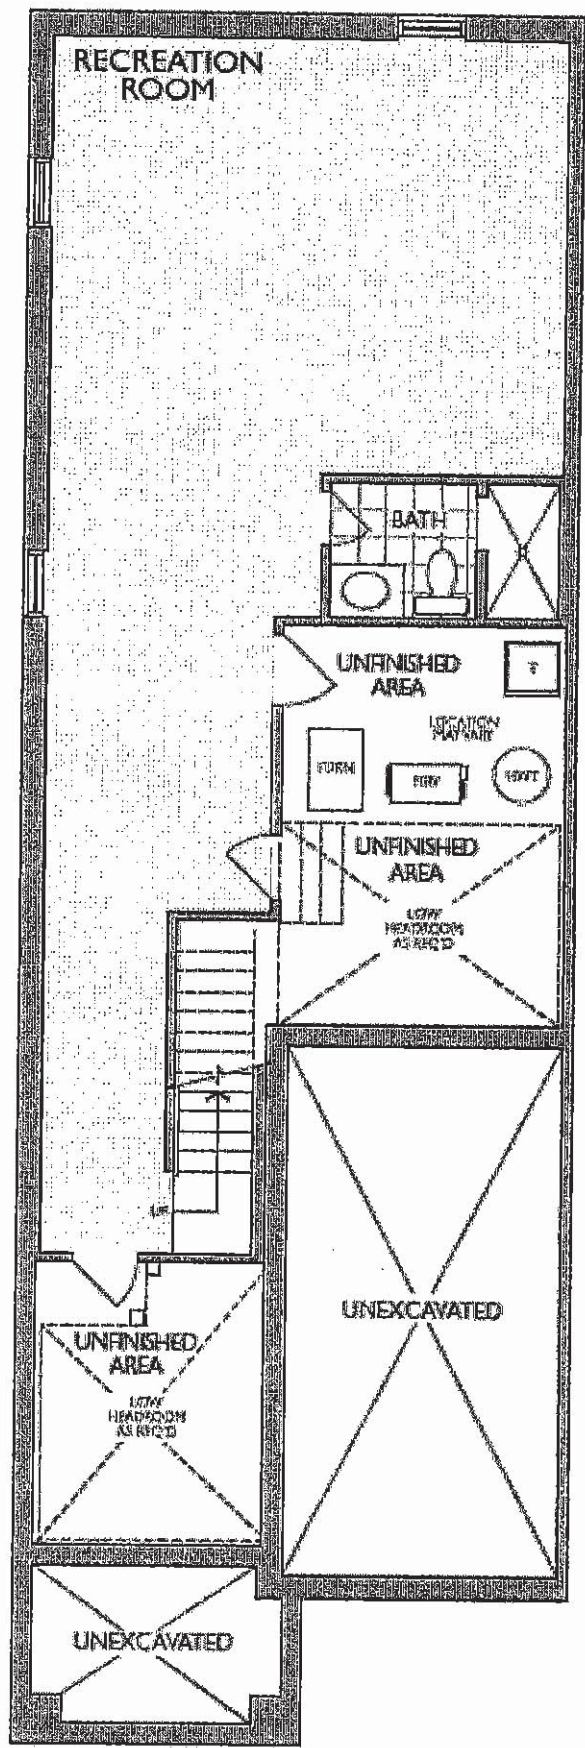 RECREATION
ROOM
BATH
UNFINISHED
AREA
LOCATION
MAY VARY
FURN
HWT
UNFINISHED
AREA
LOW
HEADROOM
AS REQ'D
UP
UNEXCAVATED
UNFINISHED
AREA
LOW
HEADROOM
AS REQ'D
UNEXCAVATED